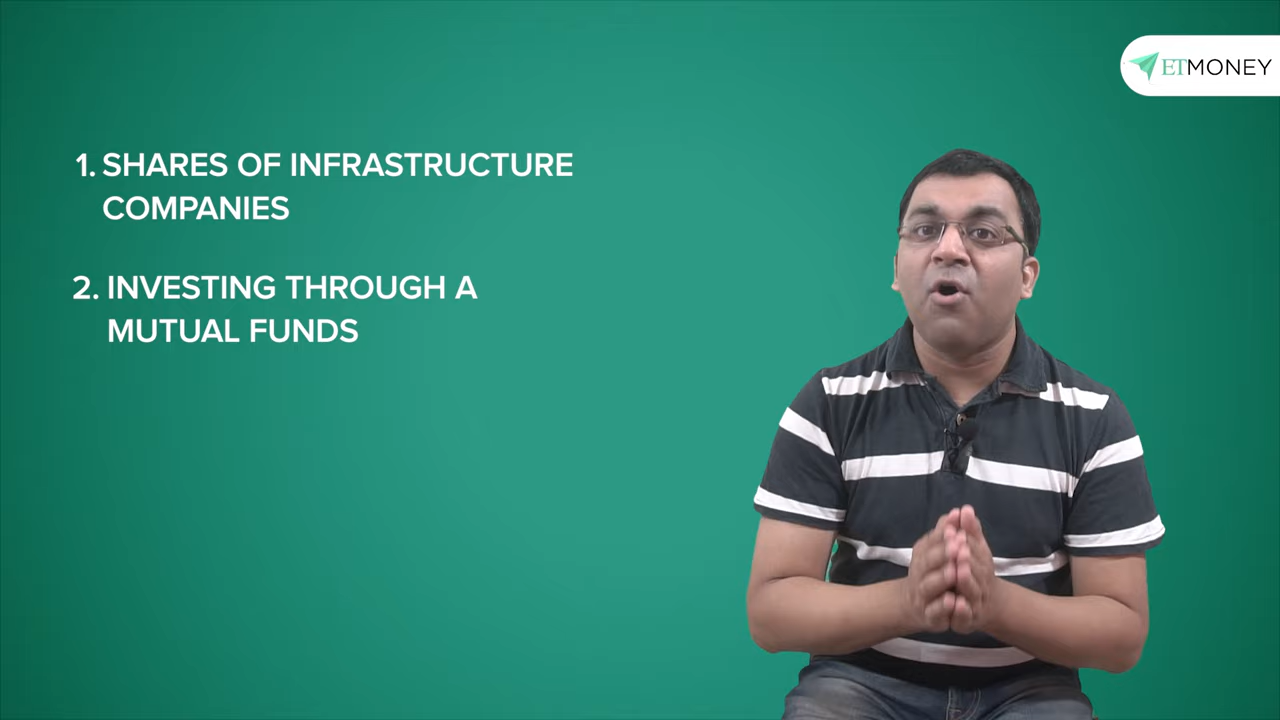 ETMONEY
1. SHARES OF INFRASTRUCTURE
COMPANIES
2. INVESTING THROUGH A
MUTUAL FUNDS